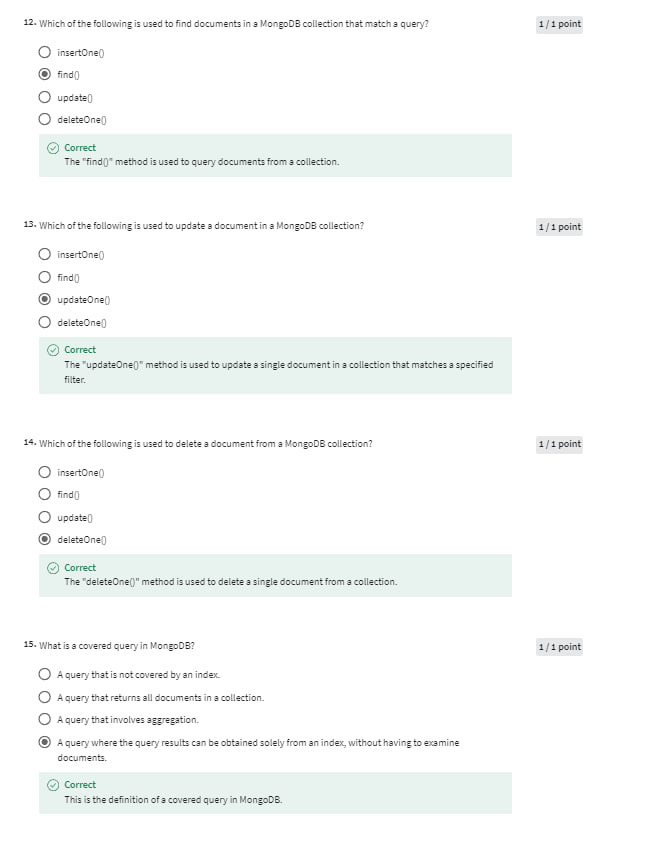 12. Which of the following is used to find documents in a MongoDB collection that match a query?
1 / 1 point
insertOne()
find()
update()
deleteOne()
Correct
The "find()" method is used to query documents from a collection.
13. Which of the following is used to update a document in a MongoDB collection?
1 / 1 point
insertOne()
find()
updateOne()
deleteOne()
Correct
The "updateOne()" method is used to update a single document in a collection that matches a specified
filter.
14. Which of the following is used to delete a document from a MongoDB collection?
1 / 1 point
insertOne()
find()
update()
deleteOne()
Correct
The "deleteOne()" method is used to delete a single document from a collection.
15. What is a covered query in MongoDB?
1 / 1 point
A query that is not covered by an index.
A query that returns all documents in a collection.
A query that involves aggregation.
A query where the query results can be obtained solely from an index, without having to examine
documents.
Correct
This is the definition of a covered query in MongoDB.